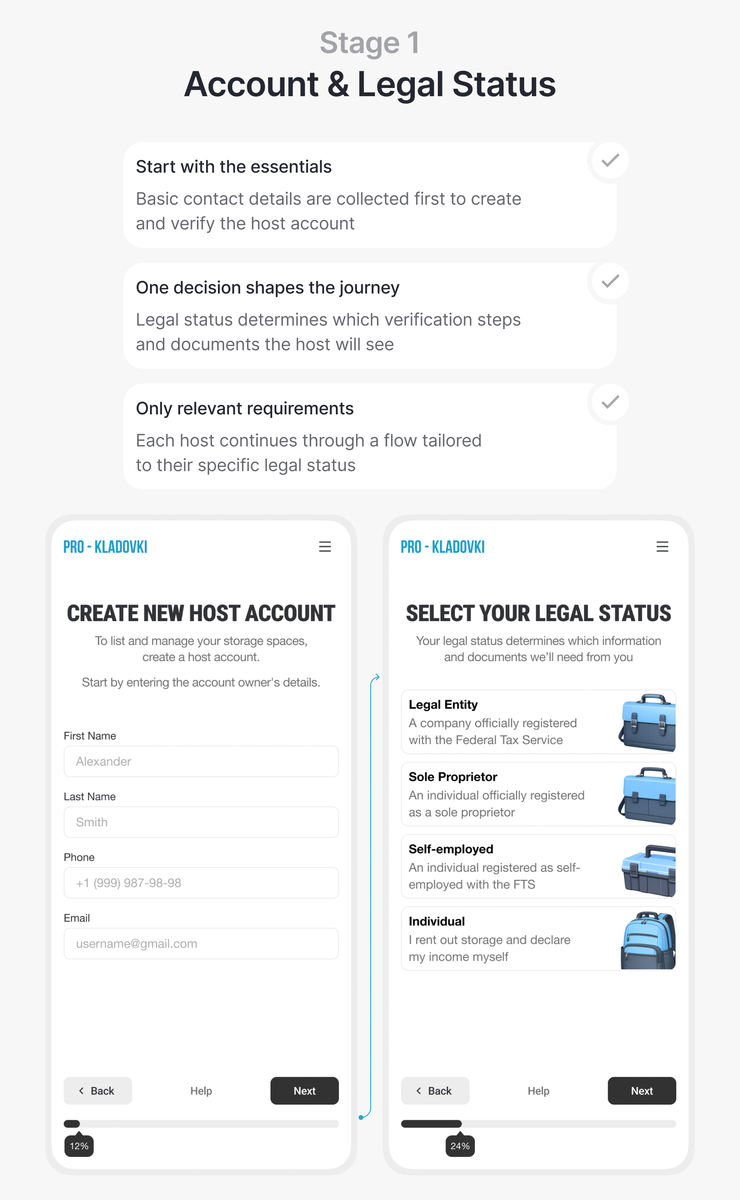 Stage 1
Account & Legal Status
Start with the essentials
Basic contact details are collected first to create
and verify the host account
One decision shapes the journey
Legal status determines which verification steps
and documents the host will see
Only relevant requirements
Each host continues through a flow tailored
to their specific legal status
PRO - KLADOVKI
CREATE NEW HOST ACCOUNT
To list and manage your storage spaces,
create a host account.
Start by entering the account owner's details.
First Name
Alexander
Last Name
Smith
Phone
+1 (999) 987-98-98
Email
username@gmail.com
Back
Help
Next
12%
PRO - KLADOVKI
SELECT YOUR LEGAL STATUS
Your legal status determines which information
and documents we’ll need from you
Legal Entity
A company officially registered
with the Federal Tax Service
Sole Proprietor
An individual officially registered
as a sole proprietor
Self-employed
An individual registered as self-
employed with the FTS
Individual
I rent out storage and declare
my income myself
Back
Help
Next
24%